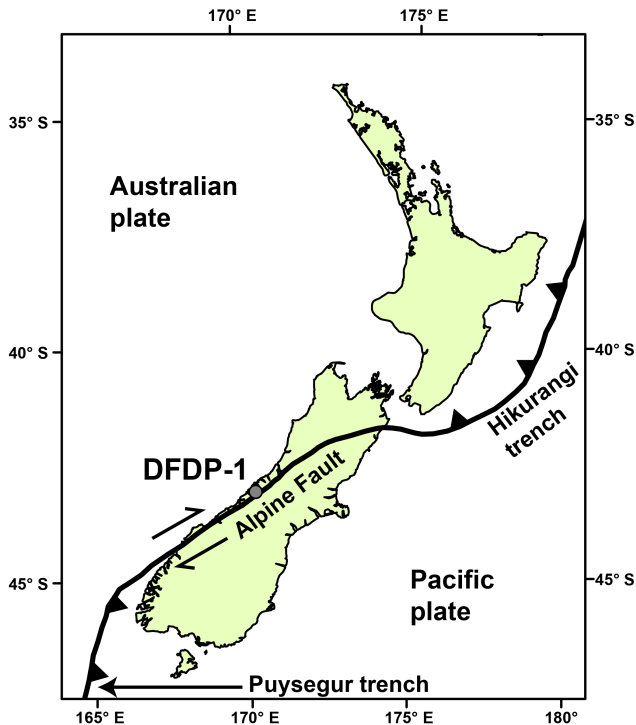 170° E 175° E
35° S 35° S
Australian
plate
40° S 40° S
Hikurangi
trench
DFDP-1
Alpine Fault
45° S 45° S
Pacific
plate
Puysegur trench
165° E 170° E 175° E 180°